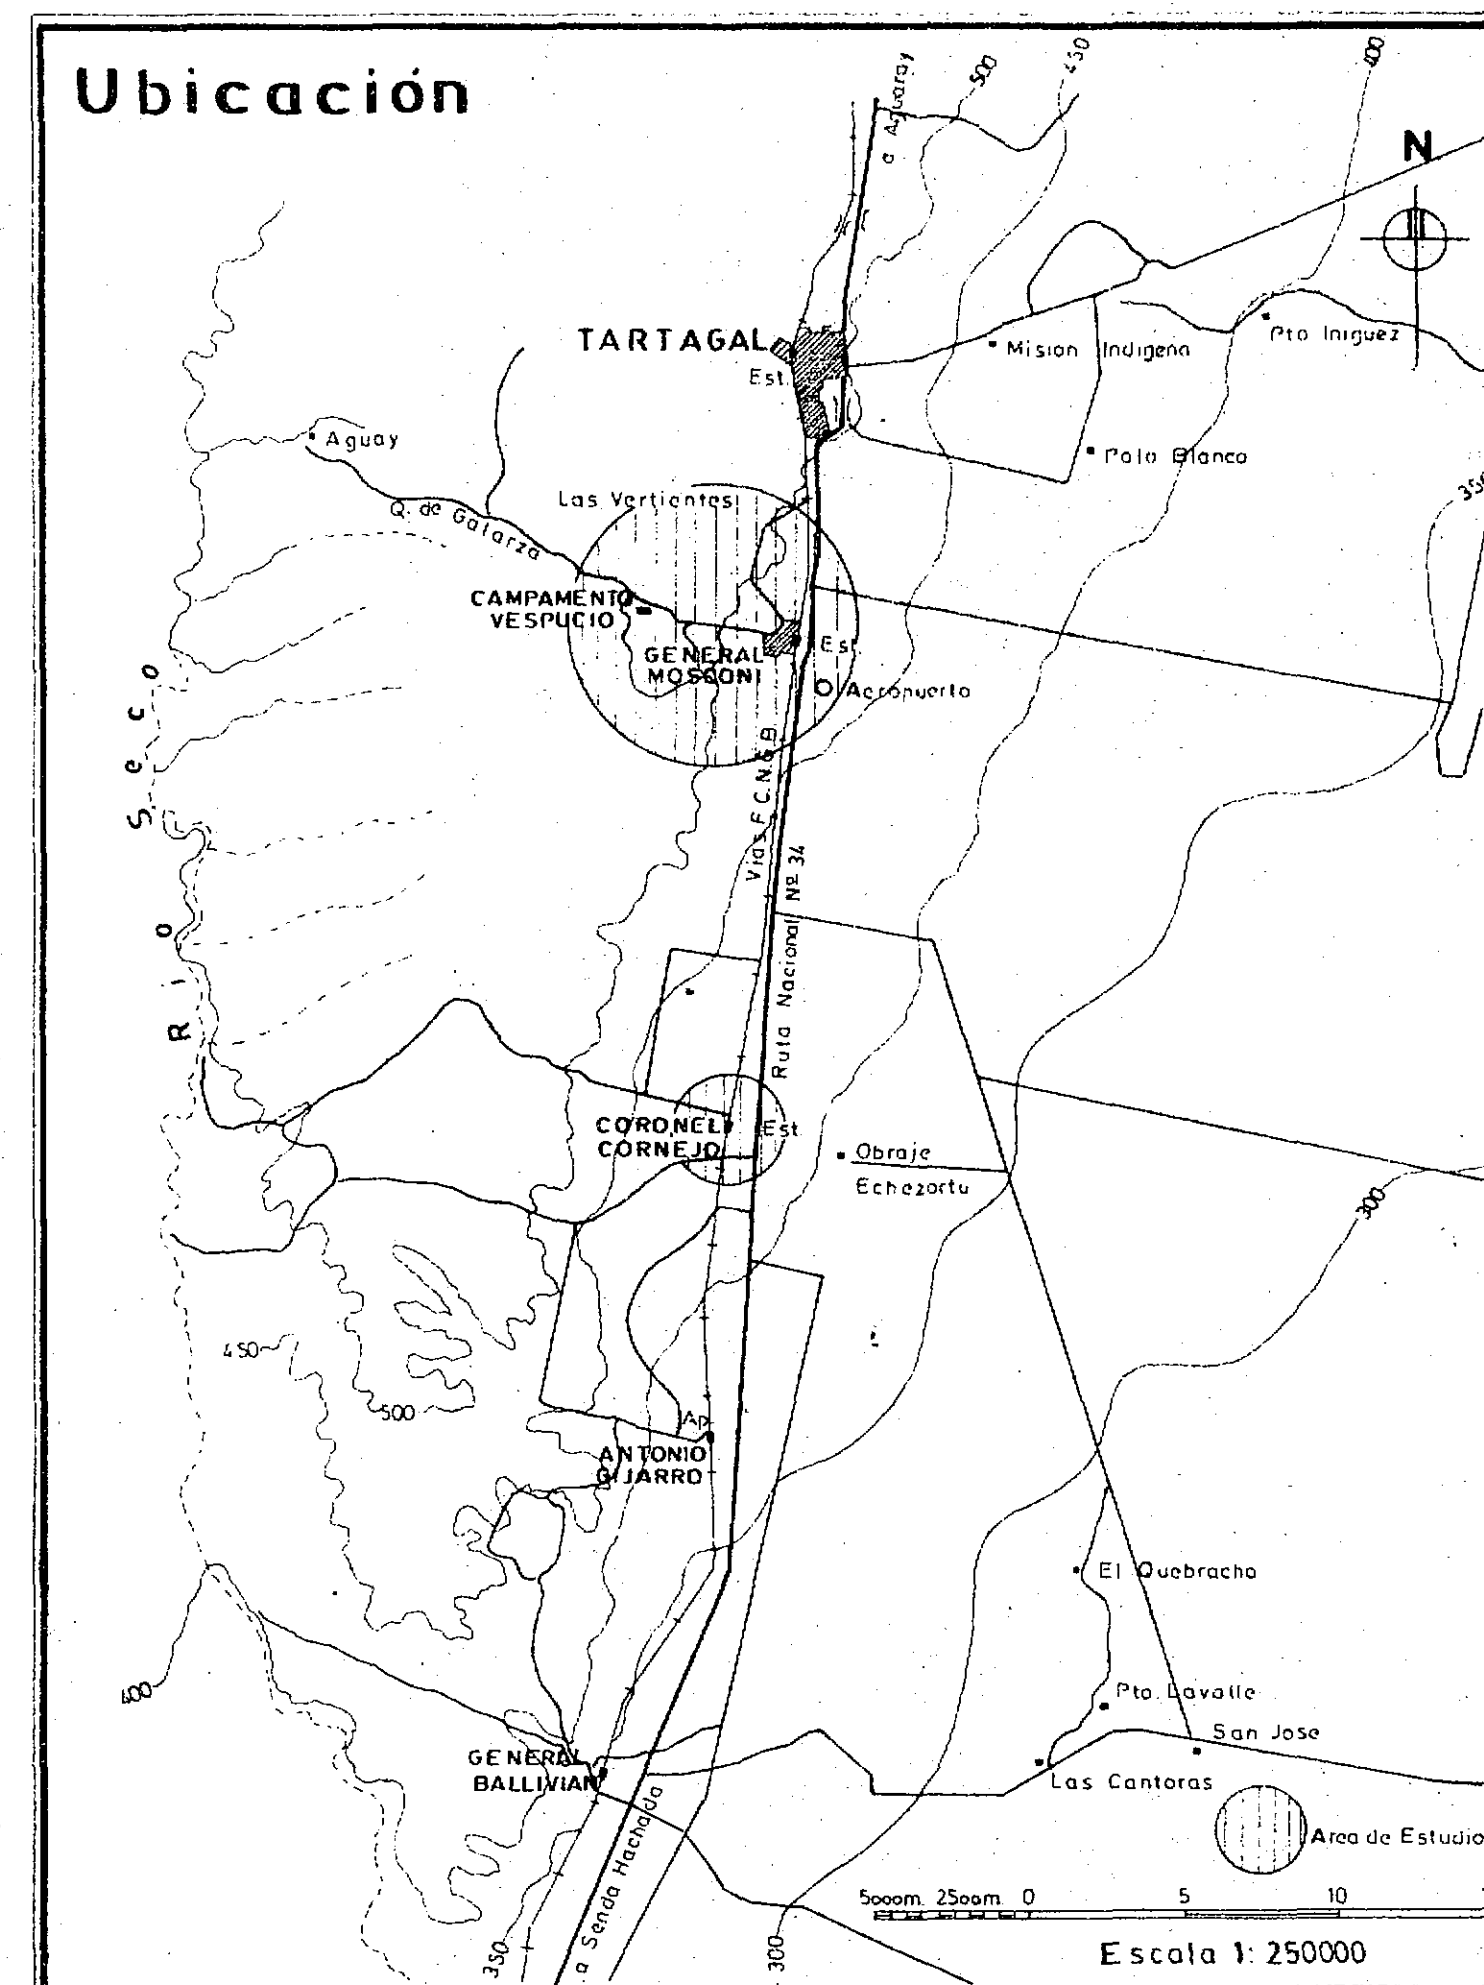 Ubicación
a Aguaray
500
450
400
N
TARTAGAL
Est.
Mision Indigena
Pto Iniguez
Aguay
Palo Blanco
Las Vertientes
Q. de Galarza
CAMPAMENTO
VESPUCIO
GENERAL
MOSCONI
Est.
Aeropuerto
Rio Seco
Vias F.C.N.G.B
Ruta Nacional Nº 34
CORONEL
CORNEJO
Est
Obraje
Echezortu
300
450
500
Ap.
ANTONIO
El Quebracho
400
Pto. Lavalle
San Jose
GENERAL
BALLIVIAN
Las Cantoras
a Senda Hachada
Area de Estudio
5000m. 2500m. 0 5 10
350
300
Escala 1: 250000